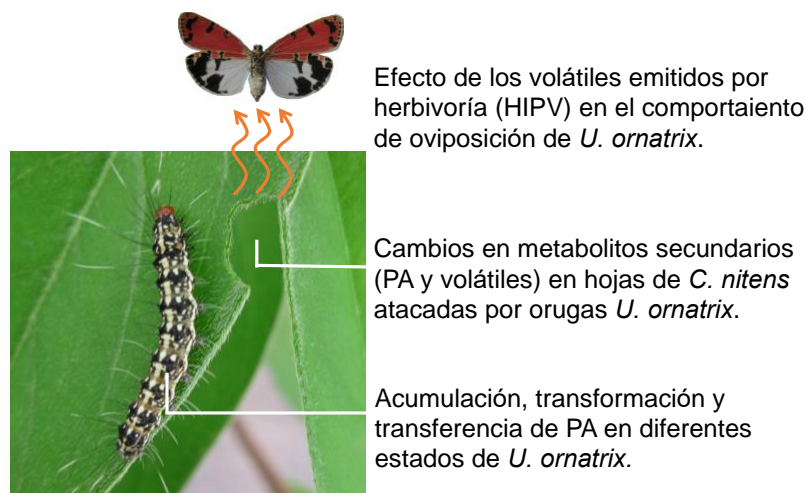 Efecto de los volátiles emitidos por
herbivoría (HIPV) en el comportaiento
de oviposición de U. ornatrix.
Cambios en metabolitos secundarios
(PA y volátiles) en hojas de C. nitens
atacadas por orugas U. ornatrix.
Acumulación, transformación y
transferencia de PA en diferentes
estados de U. ornatrix.